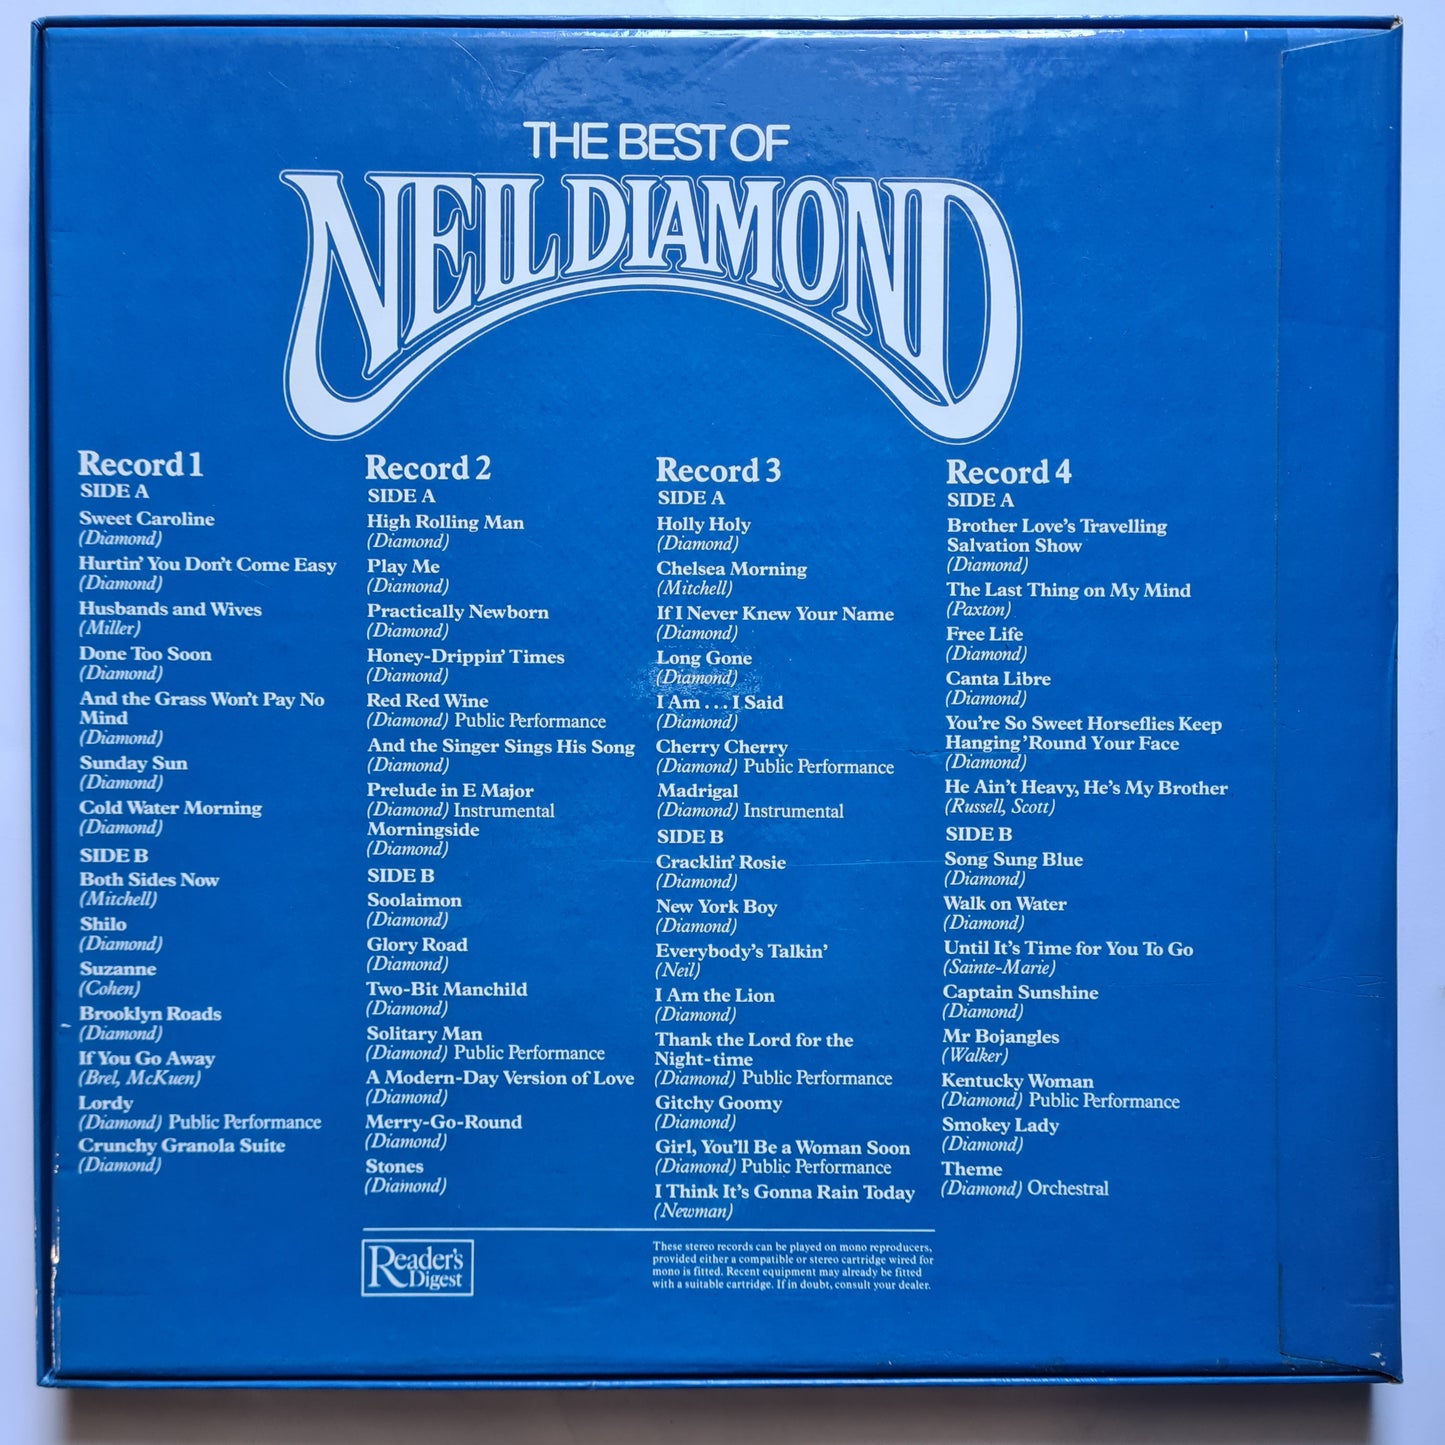 THE BEST OF
NEIL DIAMOND
Record 1
SIDE A
Sweet Caroline
(Diamond)
Hurtin' You Don't Come Easy
(Diamond)
Husbands and Wives
(Miller)
Done Too Soon
(Diamond)
And the Grass Won't Pay No
Mind
(Diamond)
Sunday Sun
(Diamond)
Cold Water Morning
(Diamond)
SIDE B
Both Sides Now
(Mitchell)
Shilo
(Diamond)
Suzanne
(Cohen)
Brooklyn Roads
(Diamond)
If You Go Away
(Brel, McKuen)
Lordy
(Diamond) Public Performance
Crunchy Granola Suite
(Diamond)
Record 2
SIDE A
High Rolling Man
(Diamond)
Play Me
(Diamond)
Practically Newborn
(Diamond)
Honey-Drippin' Times
(Diamond)
Red Red Wine
(Diamond) Public Performance
And the Singer Sings His Song
(Diamond)
Prelude in E Major
(Diamond) Instrumental
Morningside
(Diamond)
SIDE B
Soolaimon
(Diamond)
Glory Road
(Diamond)
Two-Bit Manchild
(Diamond)
Solitary Man
(Diamond) Public Performance
A Modern-Day Version of Love
(Diamond)
Merry-Go-Round
(Diamond)
Stones
(Diamond)
Record 3
SIDE A
Holly Holy
(Diamond)
Chelsea Morning
(Mitchell)
If I Never Knew Your Name
(Diamond)
Long Gone
(Diamond)
I Am . . . I Said
(Diamond)
Cherry Cherry
(Diamond) Public Performance
Madrigal
(Diamond) Instrumental
SIDE B
Cracklin' Rosie
(Diamond)
New York Boy
(Diamond)
Everybody's Talkin'
(Neil)
I Am the Lion
(Diamond)
Thank the Lord for the
Night-time
(Diamond) Public Performance
Gitchy Goomy
(Diamond)
Girl, You'll Be a Woman Soon
(Diamond) Public Performance
I Think It's Gonna Rain Today
(Newman)
Record 4
SIDE A
Brother Love's Travelling
Salvation Show
(Diamond)
The Last Thing on My Mind
(Paxton)
Free Life
(Diamond)
Canta Libre
(Diamond)
You're So Sweet Horseflies Keep
Hanging 'Round Your Face
(Diamond)
He Ain't Heavy, He's My Brother
(Russell, Scott)
SIDE B
Song Sung Blue
(Diamond)
Walk on Water
(Diamond)
Until It's Time for You To Go
(Sainte-Marie)
Captain Sunshine
(Diamond)
Mr Bojangles
(Walker)
Kentucky Woman
(Diamond) Public Performance
Smokey Lady
(Diamond)
Theme
(Diamond) Orchestral
Reader's
Digest
These stereo records can be played on mono reproducers,
provided either a compatible or stereo cartridge wired for
mono is fitted. Recent equipment may already be fitted
with a suitable cartridge. If in doubt, consult your dealer.